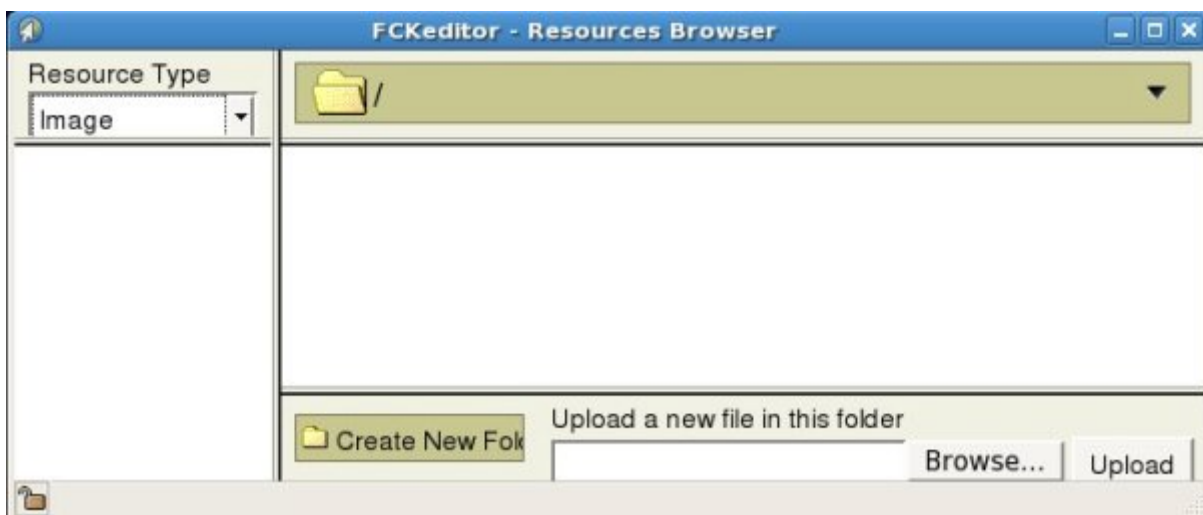 FCKeditor - Resources Browser
Resource Type
Image
/
Create New Fol
Upload a new file in this folder
Browse...
Upload